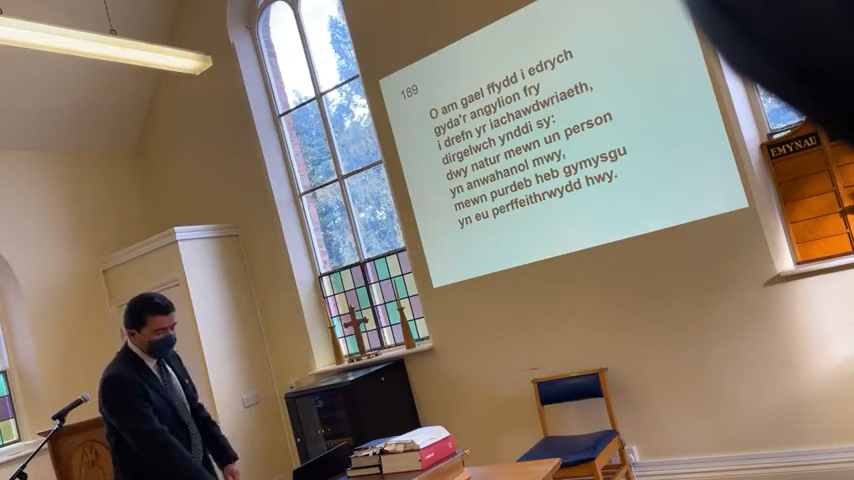 189
O am gael ffydd i edrych
gyda'r angylion fry
i drefn yr iachawdwriaeth,
dirgelwch ynddi sy:
dwy natur mewn un person
yn anwahanol mwy,
mewn purdeb heb gymysgu
yn eu perffeithrwydd hwy.
EMYNAU